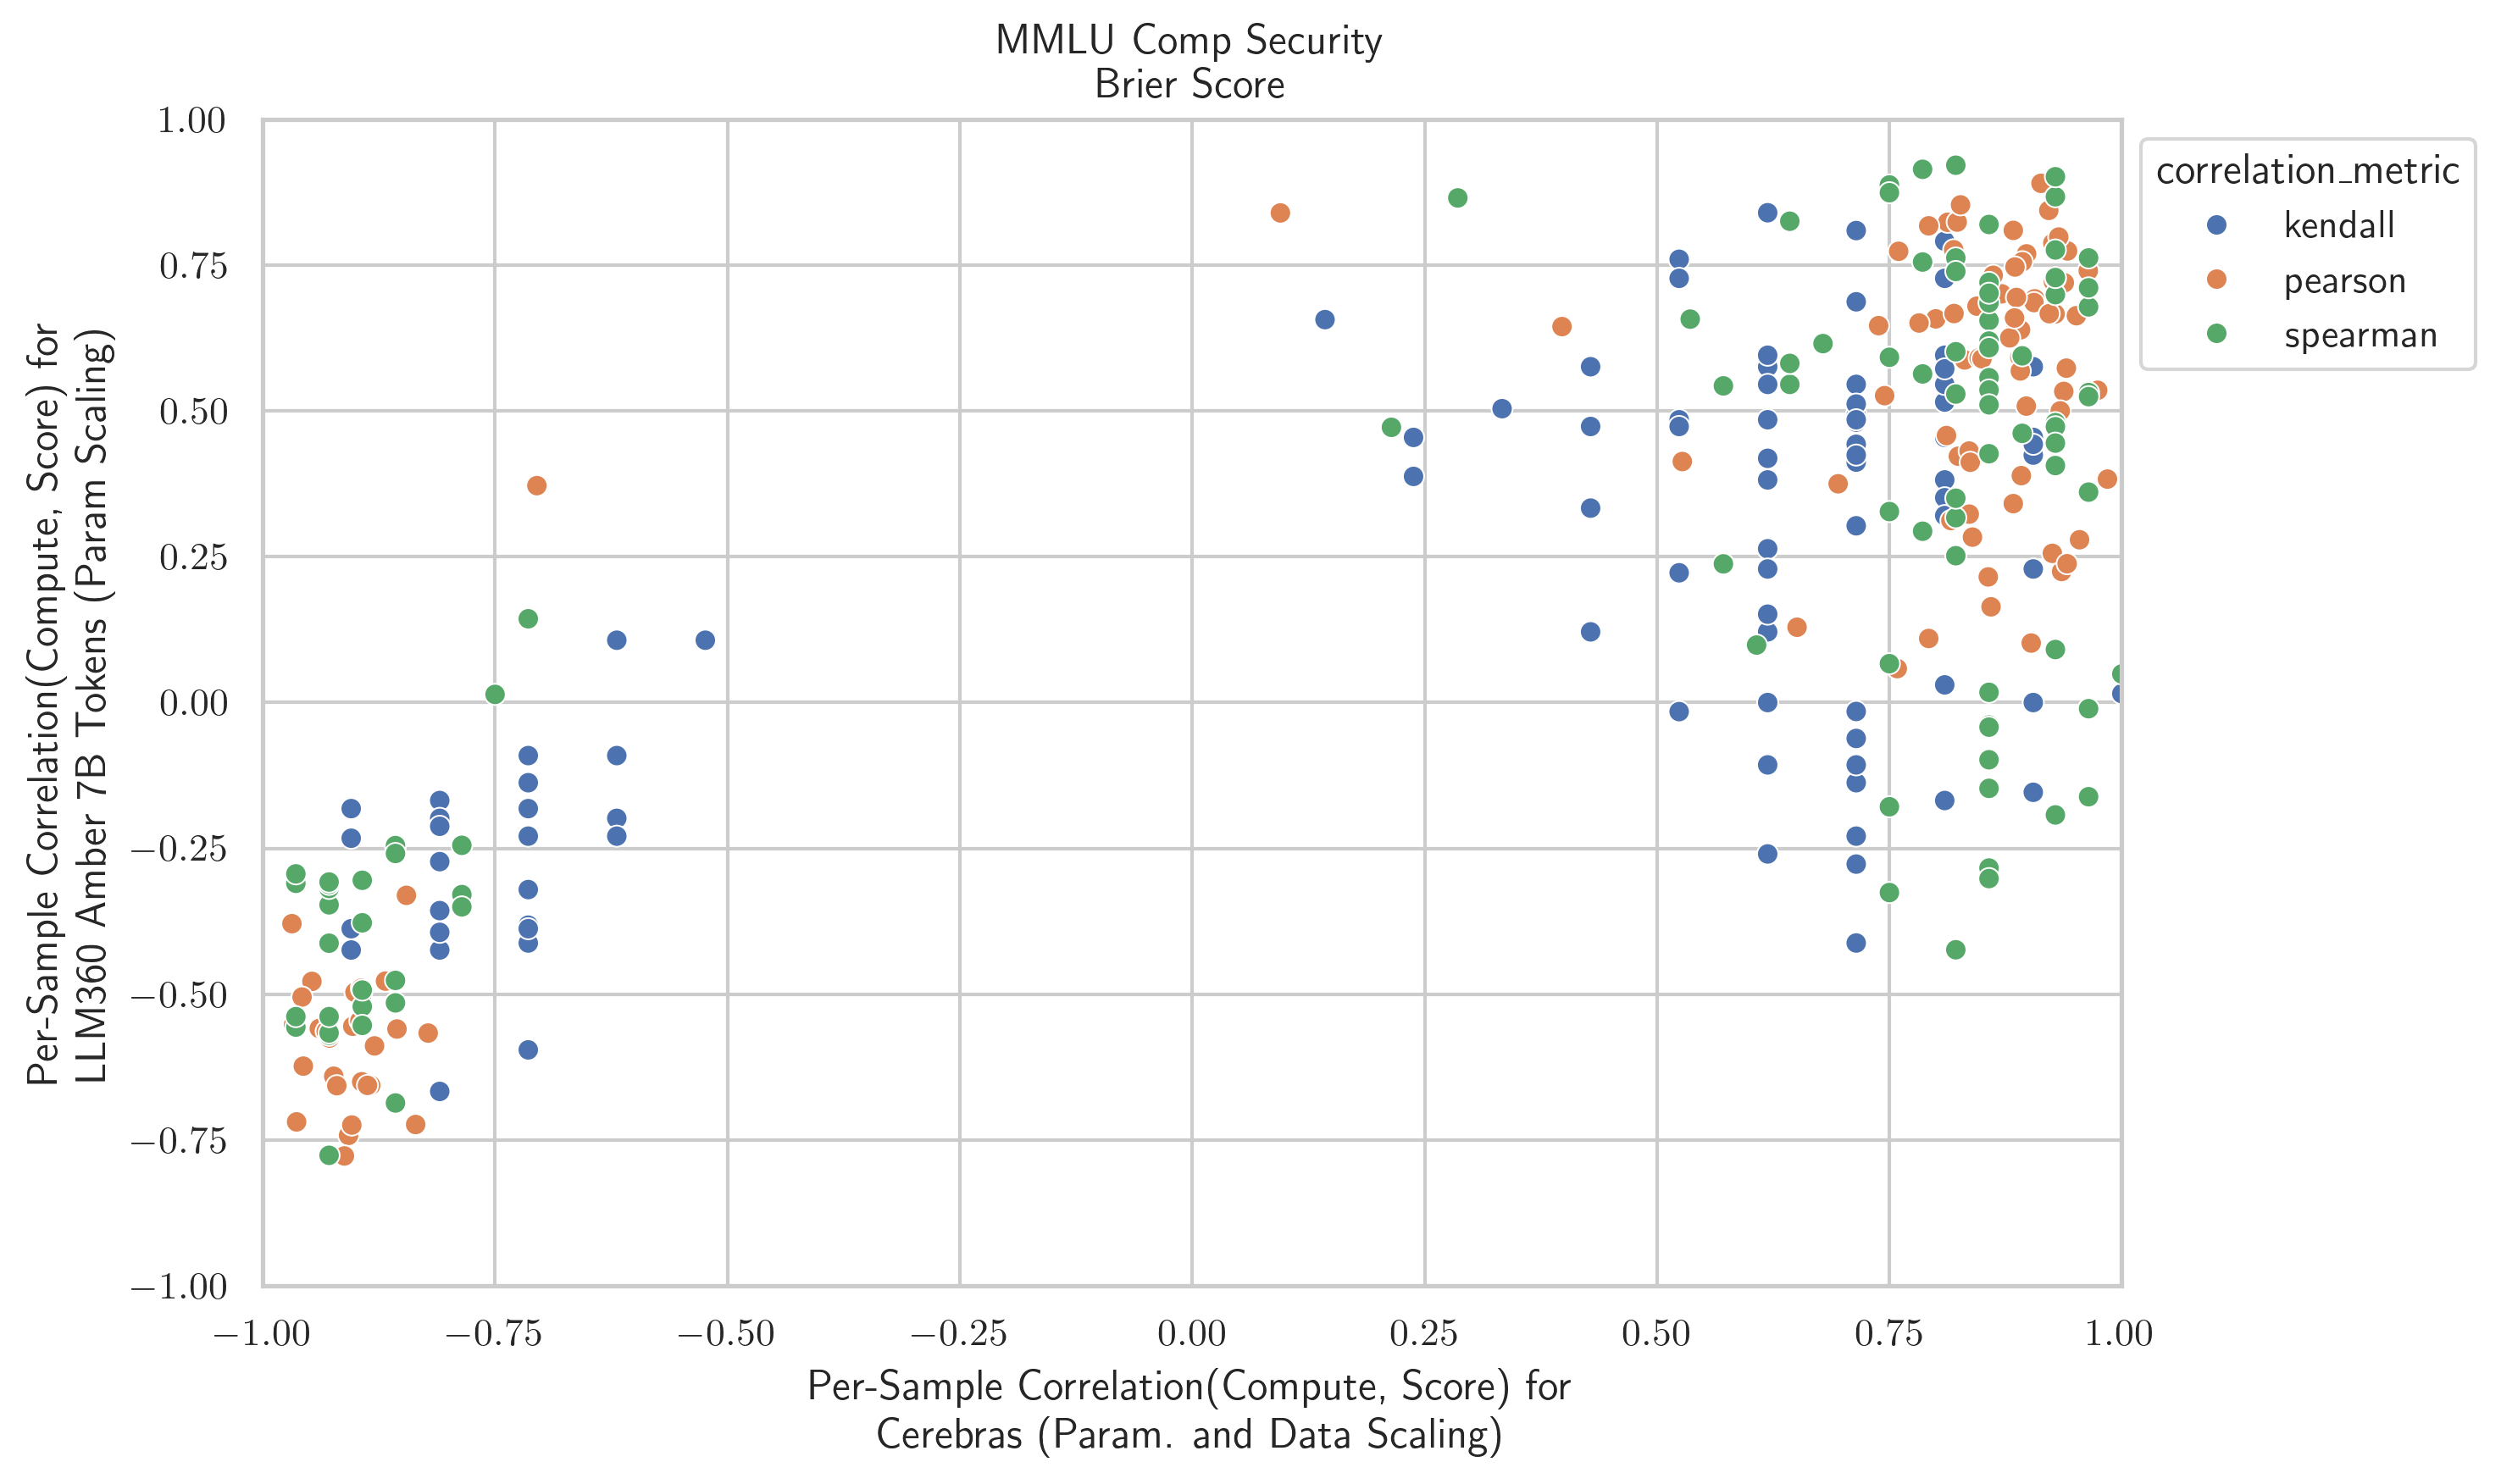 MMLU Comp Security
Brier Score
1.00
0.75
0.50
0.25
0.00
−0.25
−0.50
−0.75
−1.00
Per-Sample Correlation(Compute, Score) for
LLM360 Amber 7B Tokens (Param Scaling)
−1.00 −0.75 −0.50 −0.25 0.00 0.25 0.50 0.75 1.00
Per-Sample Correlation(Compute, Score) for
Cerebras (Param. and Data Scaling)
correlation_metric
kendall
pearson
spearman